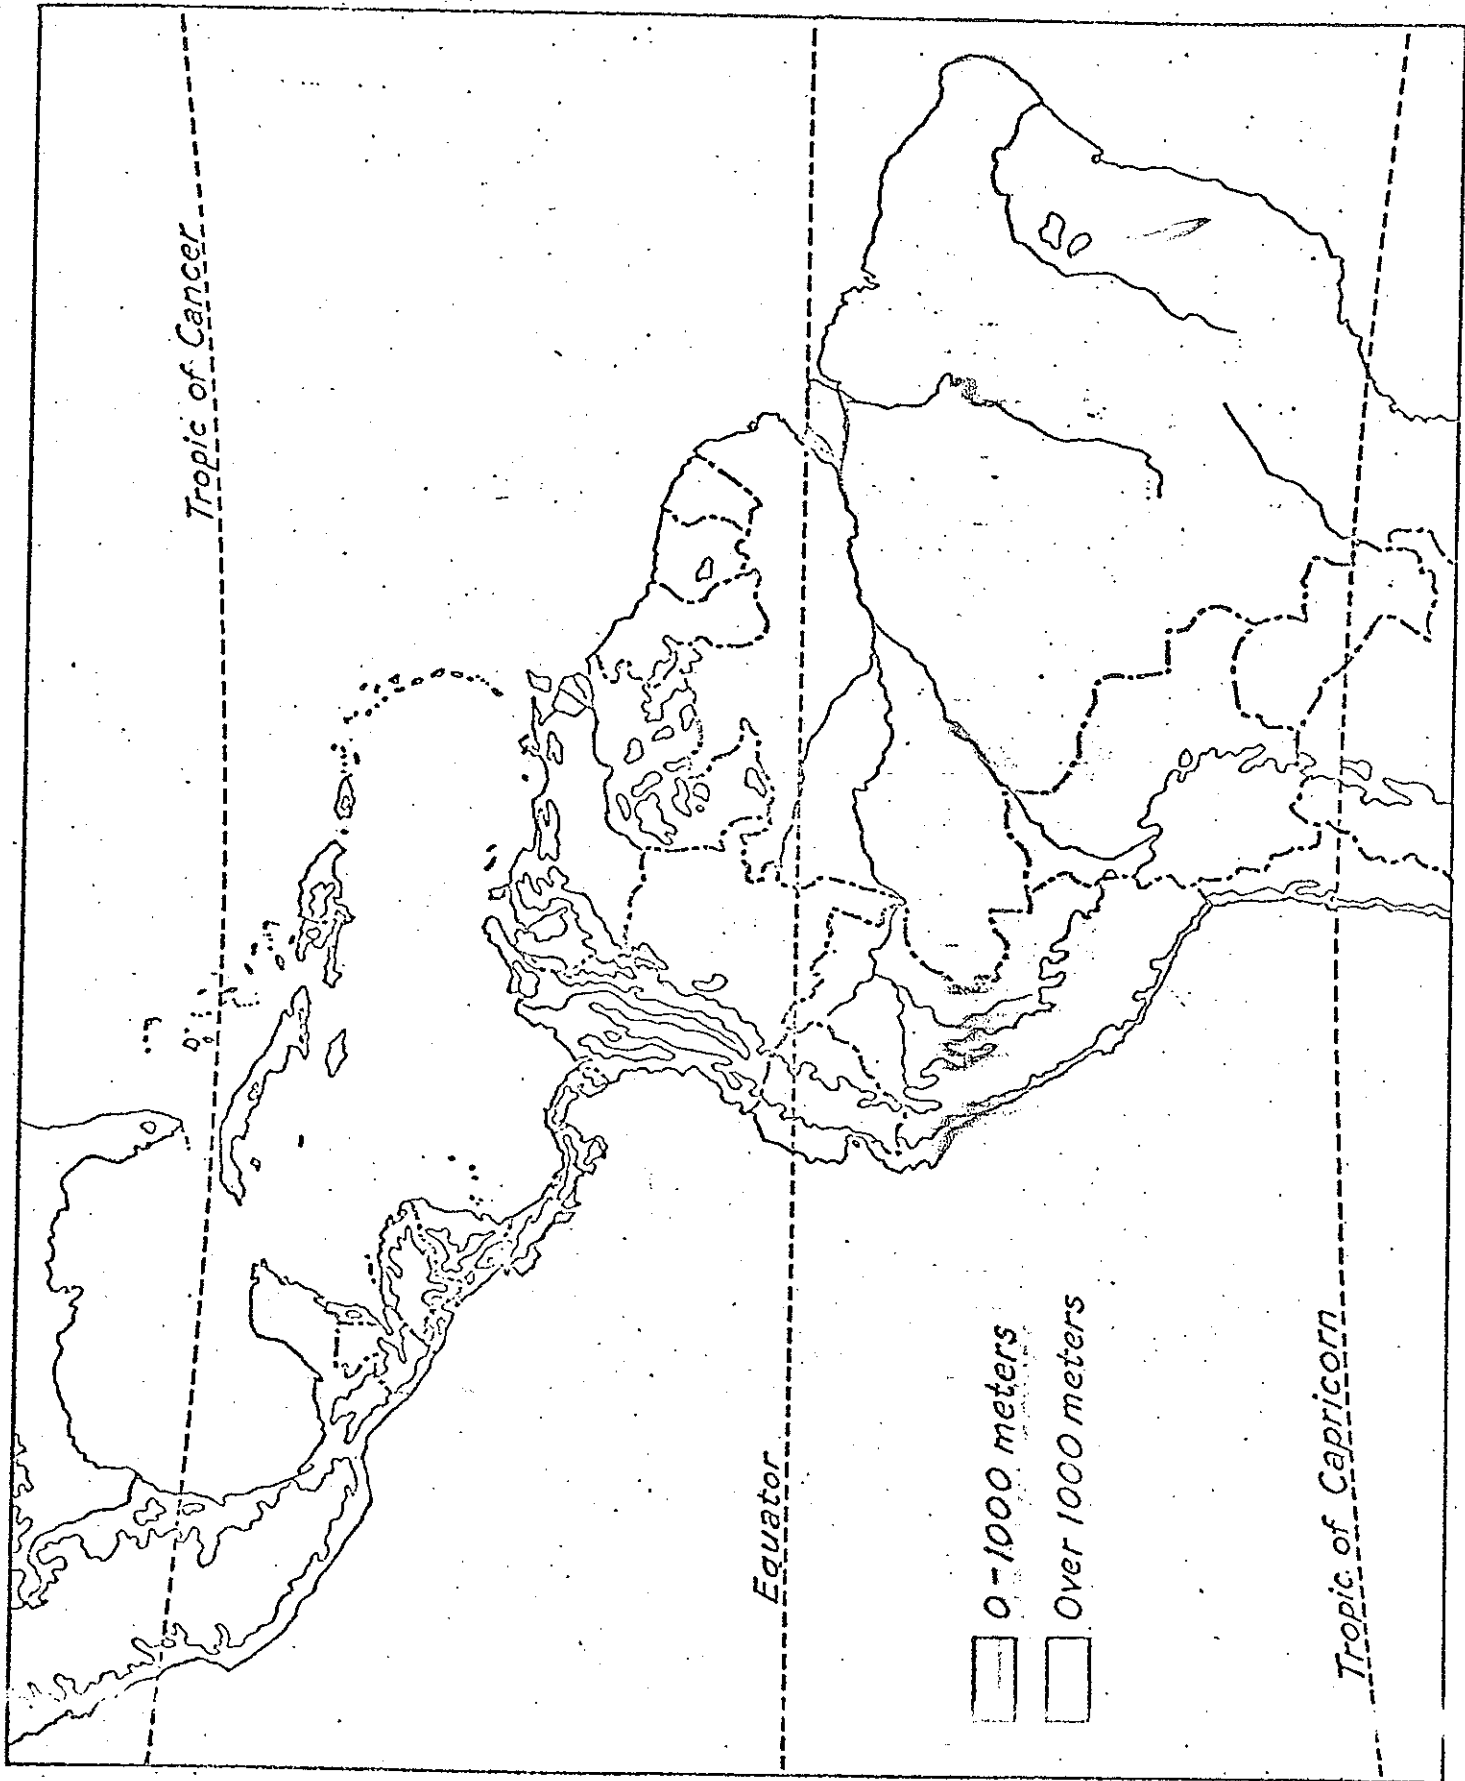 Tropic of Cancer
Equator
0-1000 meters
Over 1000 meters
Tropic of Capricorn